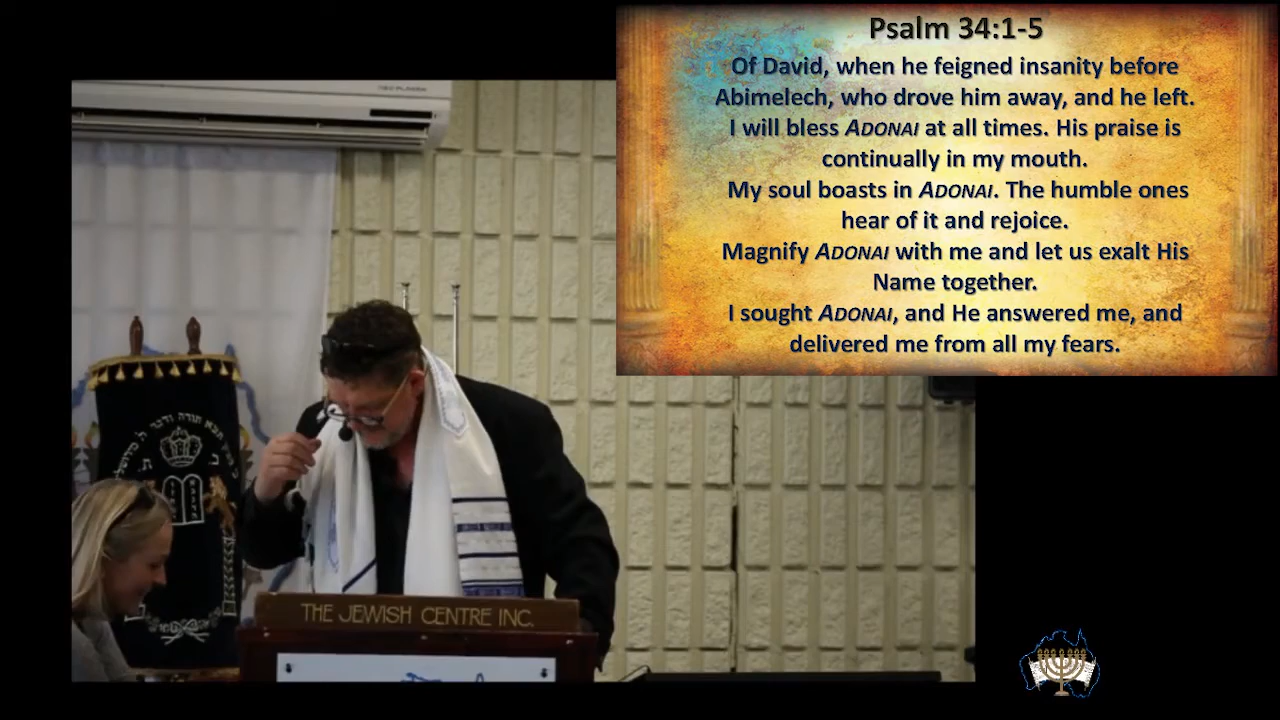 Psalm 34:1-5
Of David, when he feigned insanity before
Abimelech, who drove him away, and he left.
I will bless ADONAI at all times. His praise is
continually in my mouth.
My soul boasts in ADONAI. The humble ones
hear of it and rejoice.
Magnify ADONAI with me and let us exalt His
Name together.
I sought ADONAI, and He answered me, and
delivered me from all my fears.
THE JEWISH CENTRE INC.